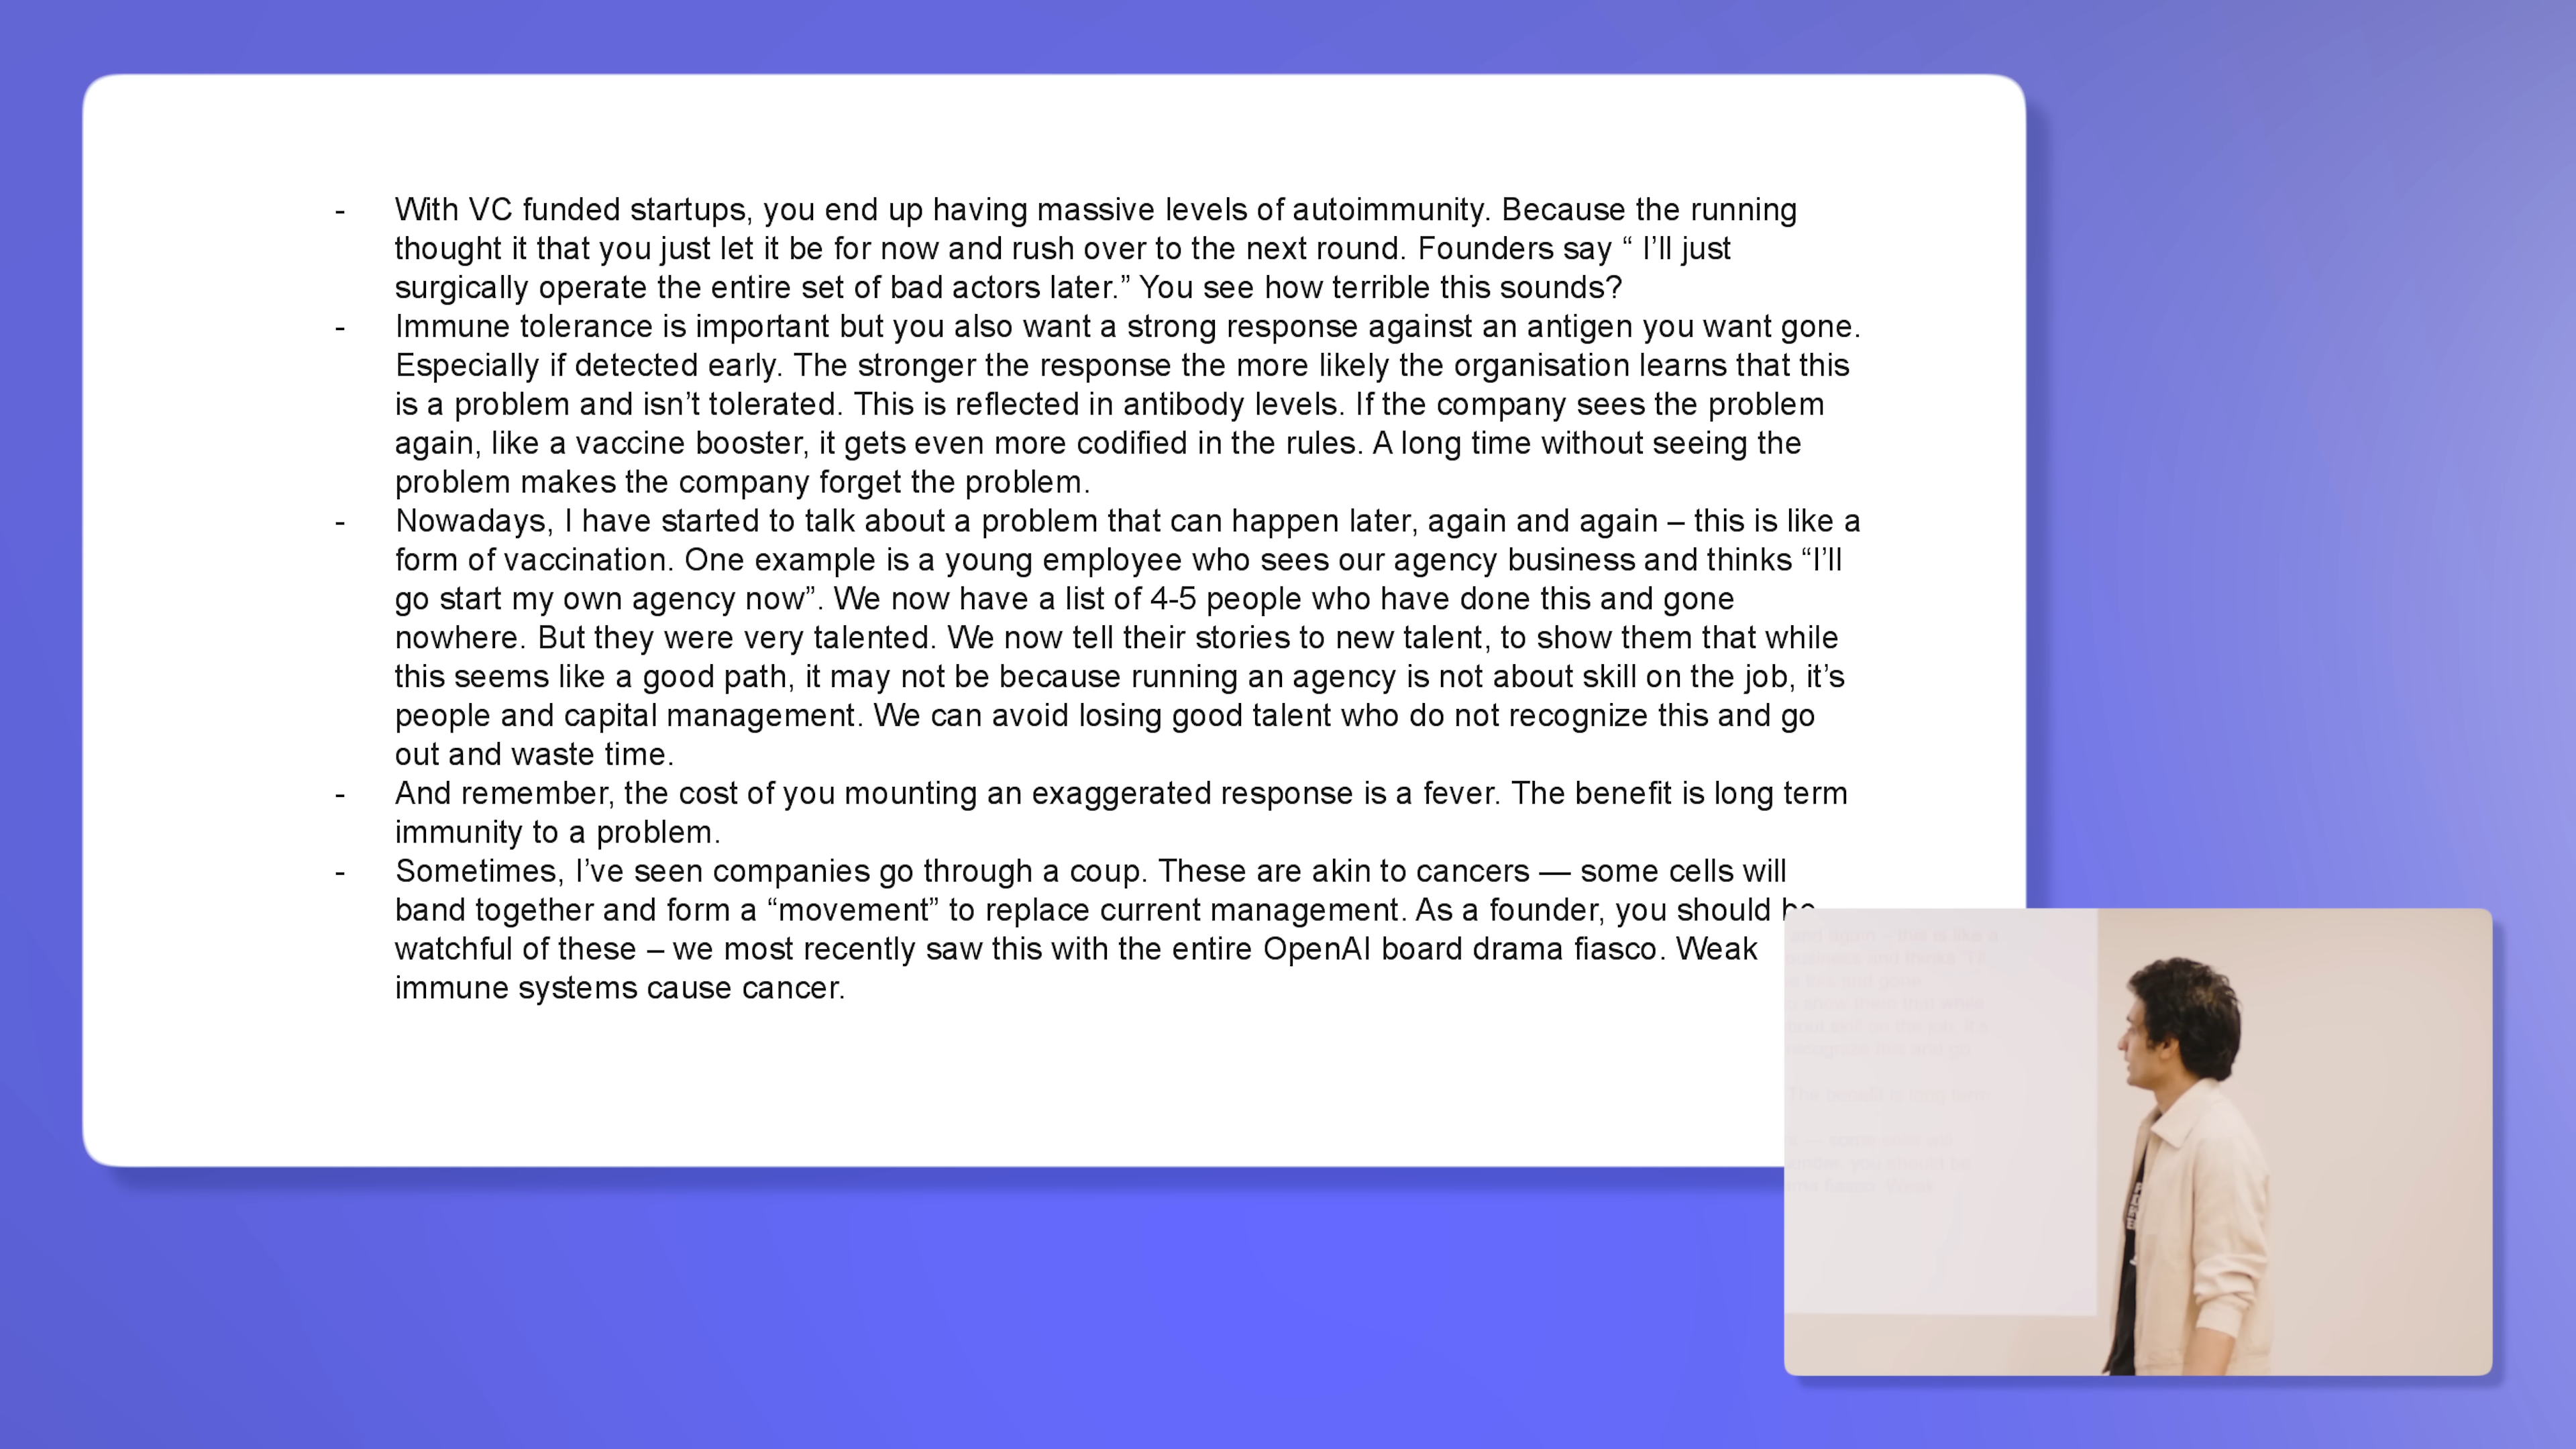 - With VC funded startups, you end up having massive levels of autoimmunity. Because the running
thought it that you just let it be for now and rush over to the next round. Founders say “ I’ll just
surgically operate the entire set of bad actors later.” You see how terrible this sounds?
- Immune tolerance is important but you also want a strong response against an antigen you want gone.
Especially if detected early. The stronger the response the more likely the organisation learns that this
is a problem and isn’t tolerated. This is reflected in antibody levels. If the company sees the problem
again, like a vaccine booster, it gets even more codified in the rules. A long time without seeing the
problem makes the company forget the problem.
- Nowadays, I have started to talk about a problem that can happen later, again and again – this is like a
form of vaccination. One example is a young employee who sees our agency business and thinks “I’ll
go start my own agency now”. We now have a list of 4-5 people who have done this and gone
nowhere. But they were very talented. We now tell their stories to new talent, to show them that while
this seems like a good path, it may not be because running an agency is not about skill on the job, it’s
people and capital management. We can avoid losing good talent who do not recognize this and go
out and waste time.
- And remember, the cost of you mounting an exaggerated response is a fever. The benefit is long term
immunity to a problem.
- Sometimes, I’ve seen companies go through a coup. These are akin to cancers — some cells will
band together and form a “movement” to replace current management. As a founder, you should be
watchful of these – we most recently saw this with the entire OpenAI board drama fiasco. Weak
immune systems cause cancer.